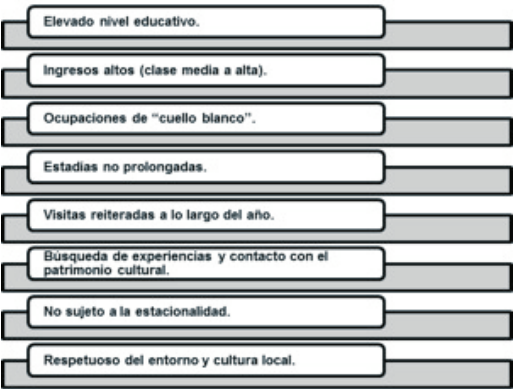 Elevado nivel educativo.
Ingresos altos (clase media a alta).
Ocupaciones de “cuello blanco”.
Estadías no prolongadas.
Visitas reiteradas a lo largo del año.
Búsqueda de experiencias y contacto con el
patrimonio cultural.
No sujeto a la estacionalidad.
Respetuoso del entorno y cultura local.